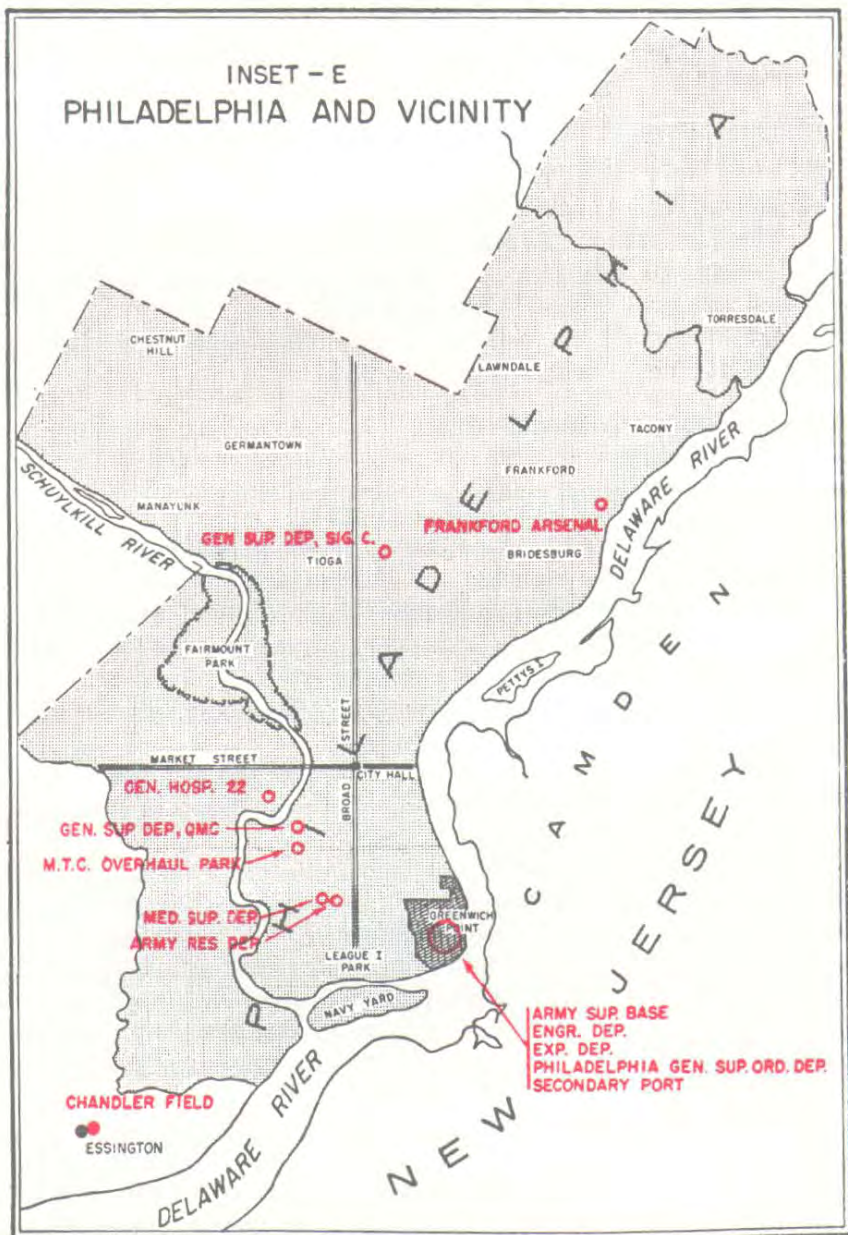 INSET - E
PHILADELPHIA AND VICINITY
PHILADELPHIA
CHESTNUT
HILL
TORRESDALE
LAWNDALE
GERMANTOWN
TACONY
FRANKFORD
SCHUYLKILL RIVER
MANAYUNK
GEN SUP. DEP, SIG. C.
TIOGA
FRANKFORD ARSENAL
BRIDESBURG
DELAWARE RIVER
FAIRMOUNT
PARK
PETTYS I.
CAMDEN
BROAD STREET
MARKET STREET
CITY HALL
GEN. HOSP. 22
GEN. SUP DEP, QMC
M.T.C. OVERHAUL PARK
MED. SUP. DEP.
ARMY RES DEP
GREENWICH
POINT
LEAGUE I
PARK
NAVY YARD
ARMY SUP. BASE
ENGR. DEP.
EXP. DEP.
PHILADELPHIA GEN. SUP. ORD. DEP.
SECONDARY PORT
NEW JERSEY
CHANDLER FIELD
ESSINGTON
DELAWARE RIVER